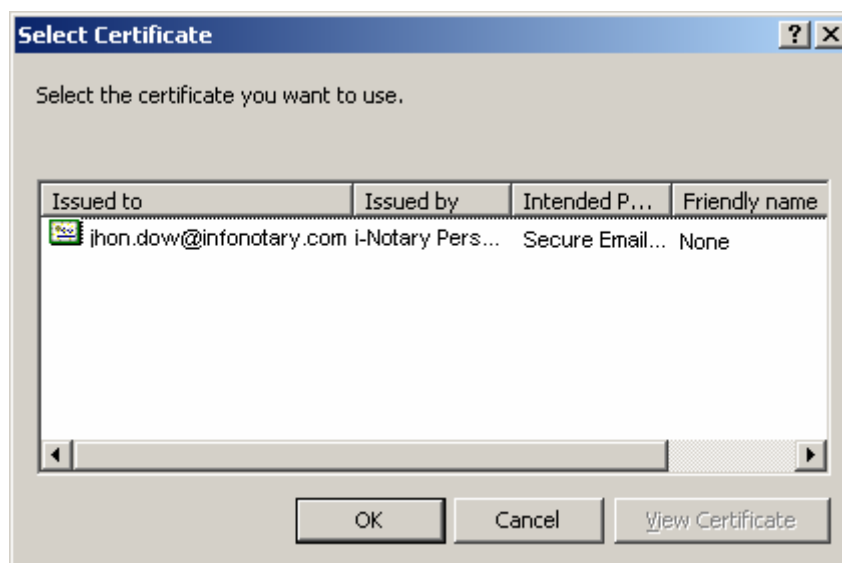 Select Certificate
Select the certificate you want to use.
Issued to Issued by Intended P... Friendly name
jhon.dow@infonotary.com i-Notary Pers... Secure Email... None
OK Cancel View Certificate